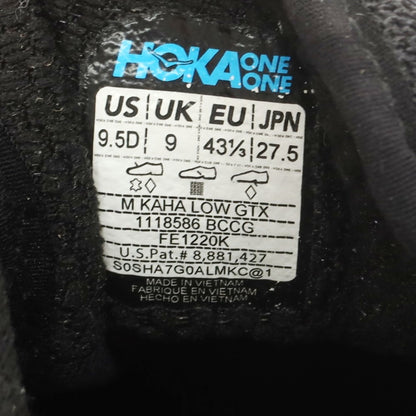 HOKA ONE ONE
US UK EU JPN
9.5D 9 43⅓ 27.5
M KAHA LOW GTX
1118586 BCCG
FE1220K
U.S.Pat.# 8,881,427
S0SHA7G0ALMKC@1
MADE IN VIETNAM
FABRIQUÉ EN VIETNAM
HECHO EN VIETNAM